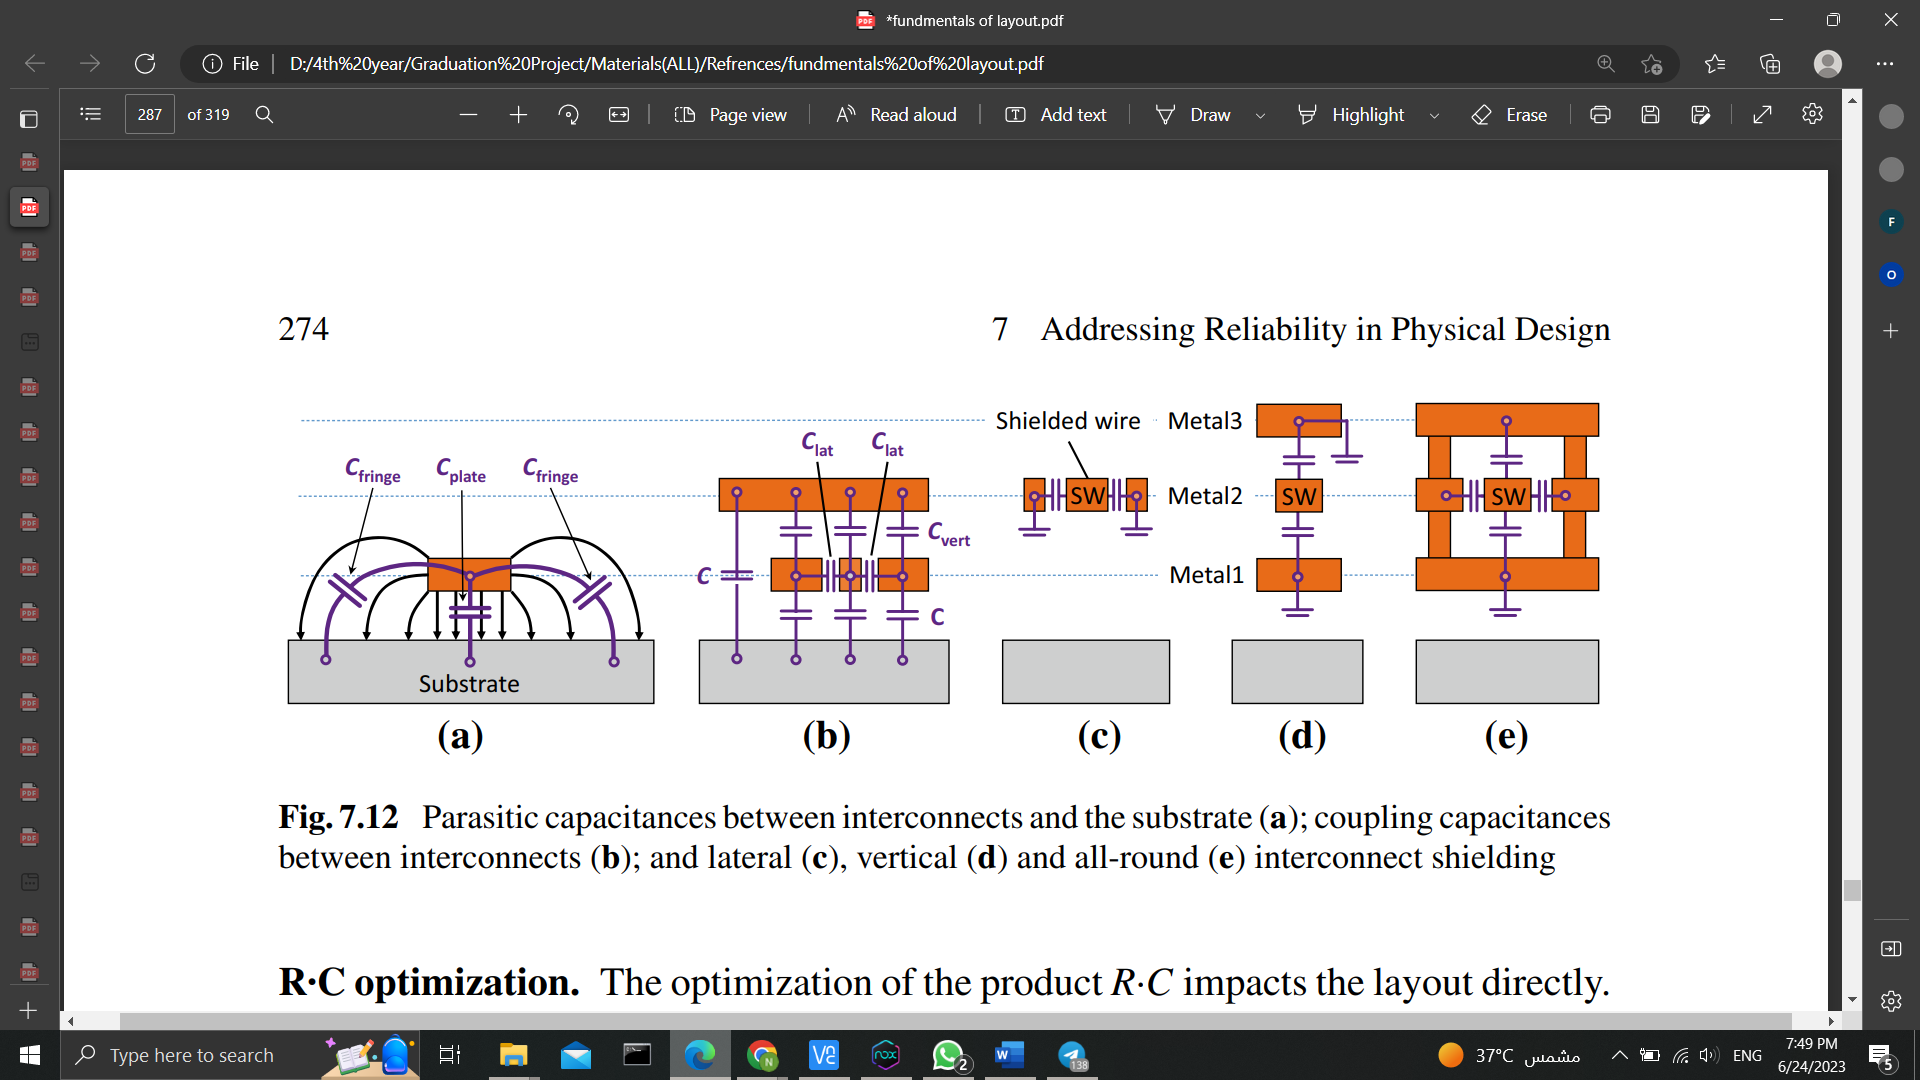 *fundmentals of layout.pdf
File
D:/4th%20year/Graduation%20Project/Materials(ALL)/Refrences/fundmentals%20of%20layout.pdf
287 of 319
Page view
Read aloud
Add text
Draw
Highlight
Erase
274
7 Addressing Reliability in Physical Design
Shielded wire Metal3
Clat Clat
Cfringe Cplate Cfringe
SW Metal2 SW SW
Cvert
C Metal1
C
Substrate
(a) (b) (c) (d) (e)
Fig. 7.12 Parasitic capacitances between interconnects and the substrate (a); coupling capacitances
between interconnects (b); and lateral (c), vertical (d) and all-round (e) interconnect shielding
R·C optimization. The optimization of the product R·C impacts the layout directly.
Type here to search
37°C مشمس
ENG
7:49 PM
6/24/2023
2
138
5